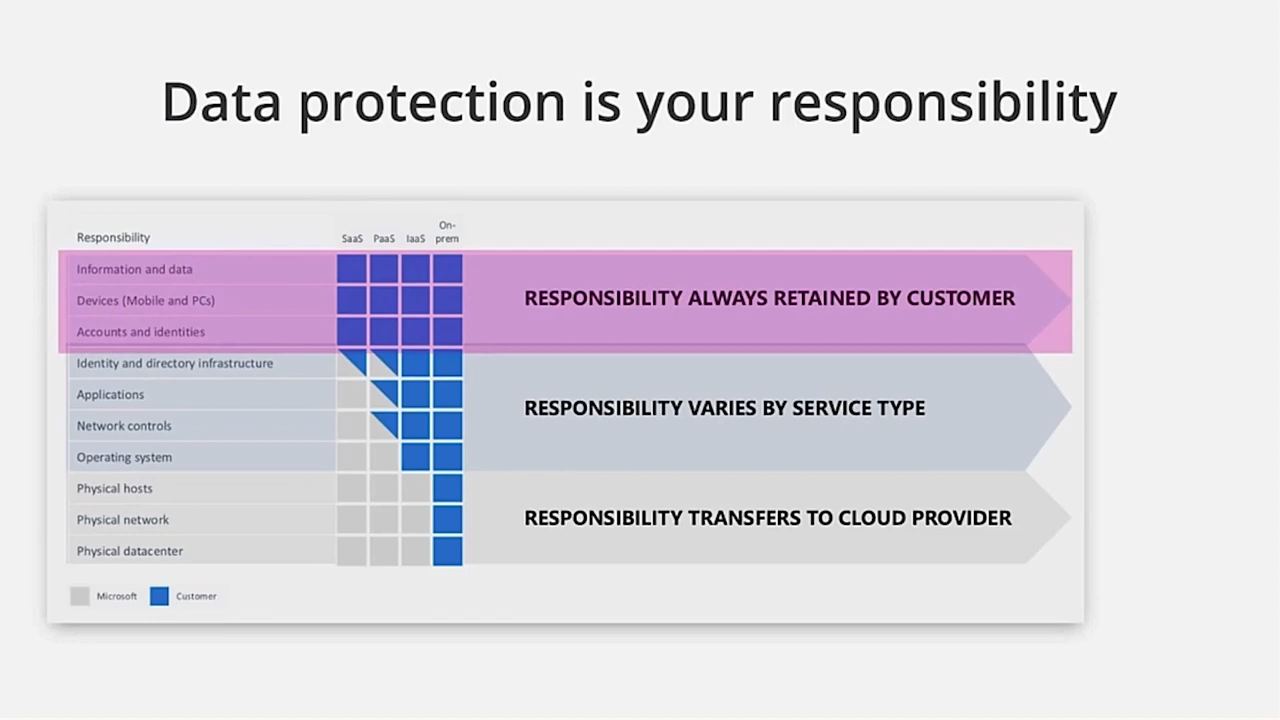 Data protection is your responsibility
Responsibility SaaS PaaS IaaS On-prem
Information and data
Devices (Mobile and PCs)
Accounts and identities
RESPONSIBILITY ALWAYS RETAINED BY CUSTOMER
Identity and directory infrastructure
Applications
Network controls
Operating system
RESPONSIBILITY VARIES BY SERVICE TYPE
Physical hosts
Physical network
Physical datacenter
RESPONSIBILITY TRANSFERS TO CLOUD PROVIDER
Microsoft Customer